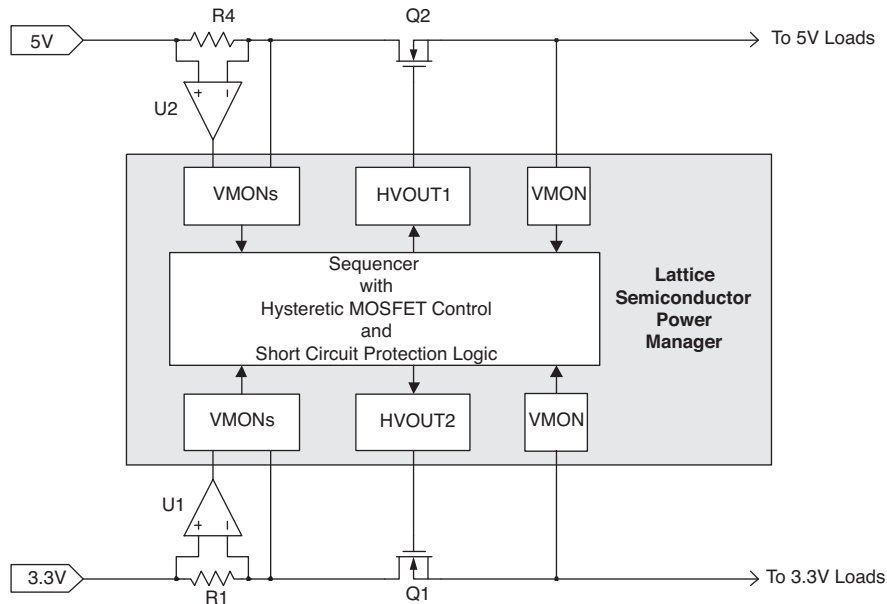 R4
Q2
5V
To 5V Loads
+
–
U2
VMONs
HVOUT1
VMON
Sequencer
with
Hysteretic MOSFET Control
and
Short Circuit Protection Logic
Lattice
Semiconductor
Power
Manager
VMONs
HVOUT2
VMON
U1
+
–
3.3V
To 3.3V Loads
R1
Q1